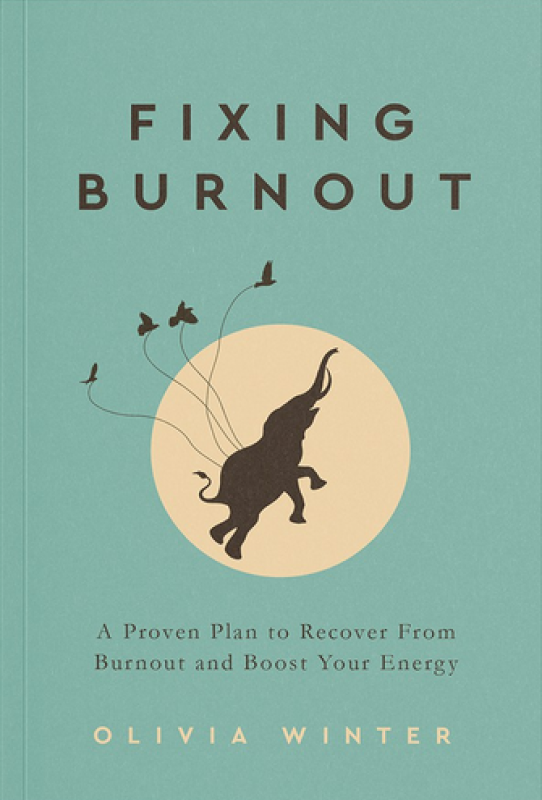 FIXING
BURNOUT
A Proven Plan to Recover From
Burnout and Boost Your Energy
OLIVIA WINTER